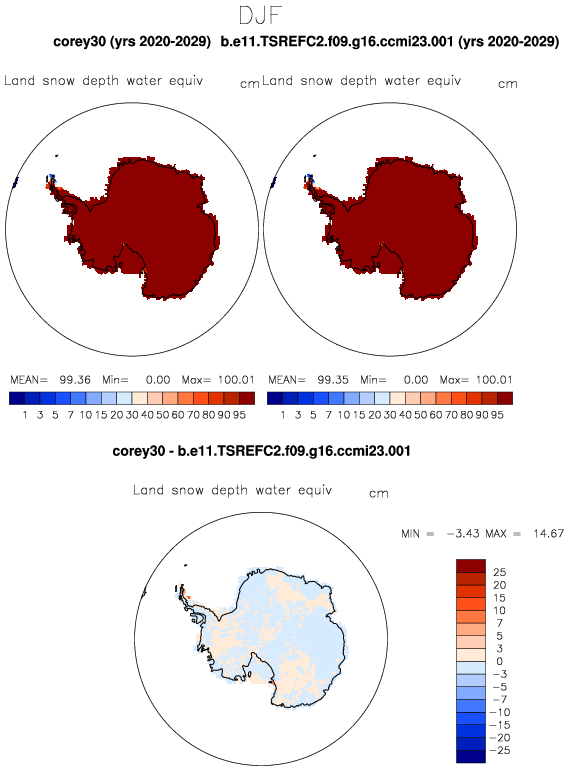 DJF
corey30 (yrs 2020-2029) b.e11.TSREFC2.f09.g16.ccmi23.001 (yrs 2020-2029)
Land snow depth water equiv cm Land snow depth water equiv cm
MEAN= 99.36 Min= 0.00 Max= 100.01 MEAN= 99.35 Min= 0.00 Max= 100.01
1 3 5 7 10 15 20 30 40 50 60 70 80 90 95 1 3 5 7 10 15 20 30 40 50 60 70 80 90 95
corey30 - b.e11.TSREFC2.f09.g16.ccmi23.001
Land snow depth water equiv cm
MIN = -3.43 MAX = 14.67
25
20
15
10
7
5
3
0
-3
-5
-7
-10
-15
-20
-25